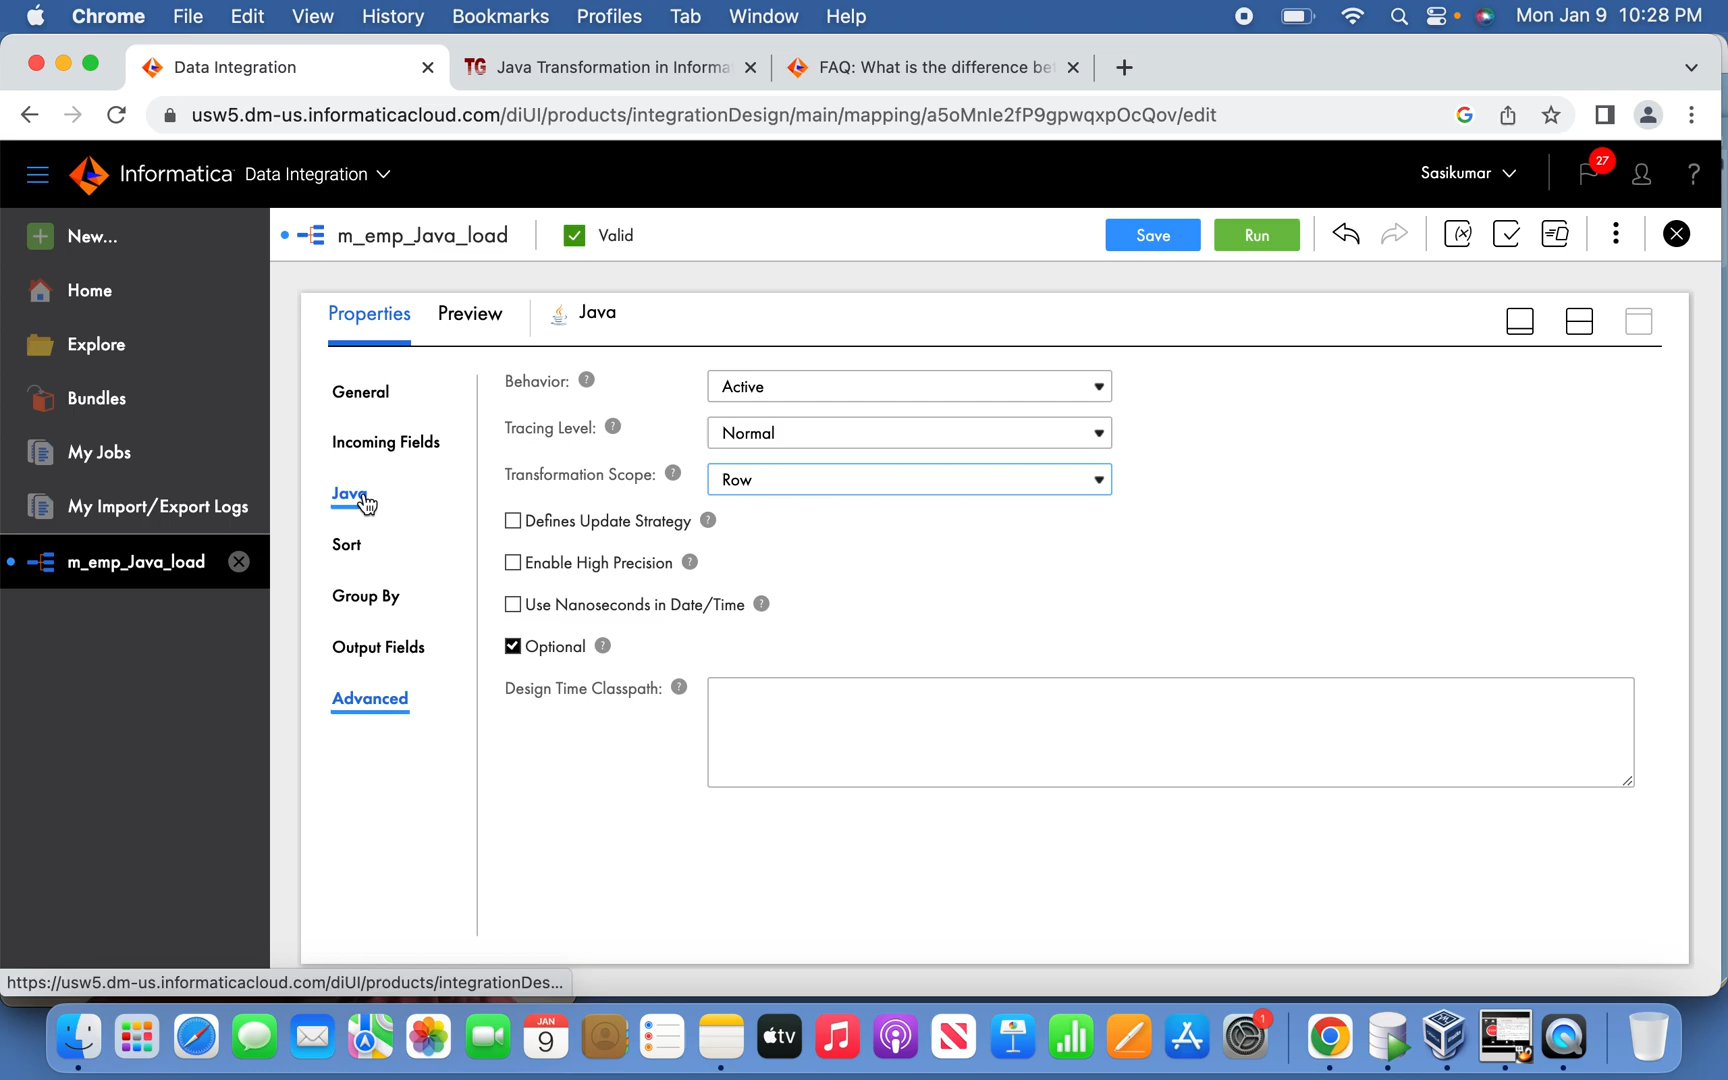 Chrome File Edit View History Bookmarks Profiles Tab Window Help Mon Jan 9 10:28 PM
Data Integration TG Java Transformation in Informa FAQ: What is the difference be
usw5.dm-us.informaticacloud.com/diUI/products/integrationDesign/main/mapping/a5oMnIe2fP9gpwqxpOcQov/edit
Informatica Data Integration Sasikumar 27 ?
New...
m_emp_Java_load Valid Save Run
Home
Explore
Bundles
My Jobs
My Import/Export Logs
m_emp_Java_load
Properties Preview Java
General
Incoming Fields
Java
Sort
Group By
Output Fields
Advanced
Behavior: ? Active
Tracing Level: ? Normal
Transformation Scope: ? Row
Defines Update Strategy ?
Enable High Precision ?
Use Nanoseconds in Date/Time ?
Optional ?
Design Time Classpath: ?
https://usw5.dm-us.informaticacloud.com/diUI/products/integrationDes...
JAN
9
tv
1